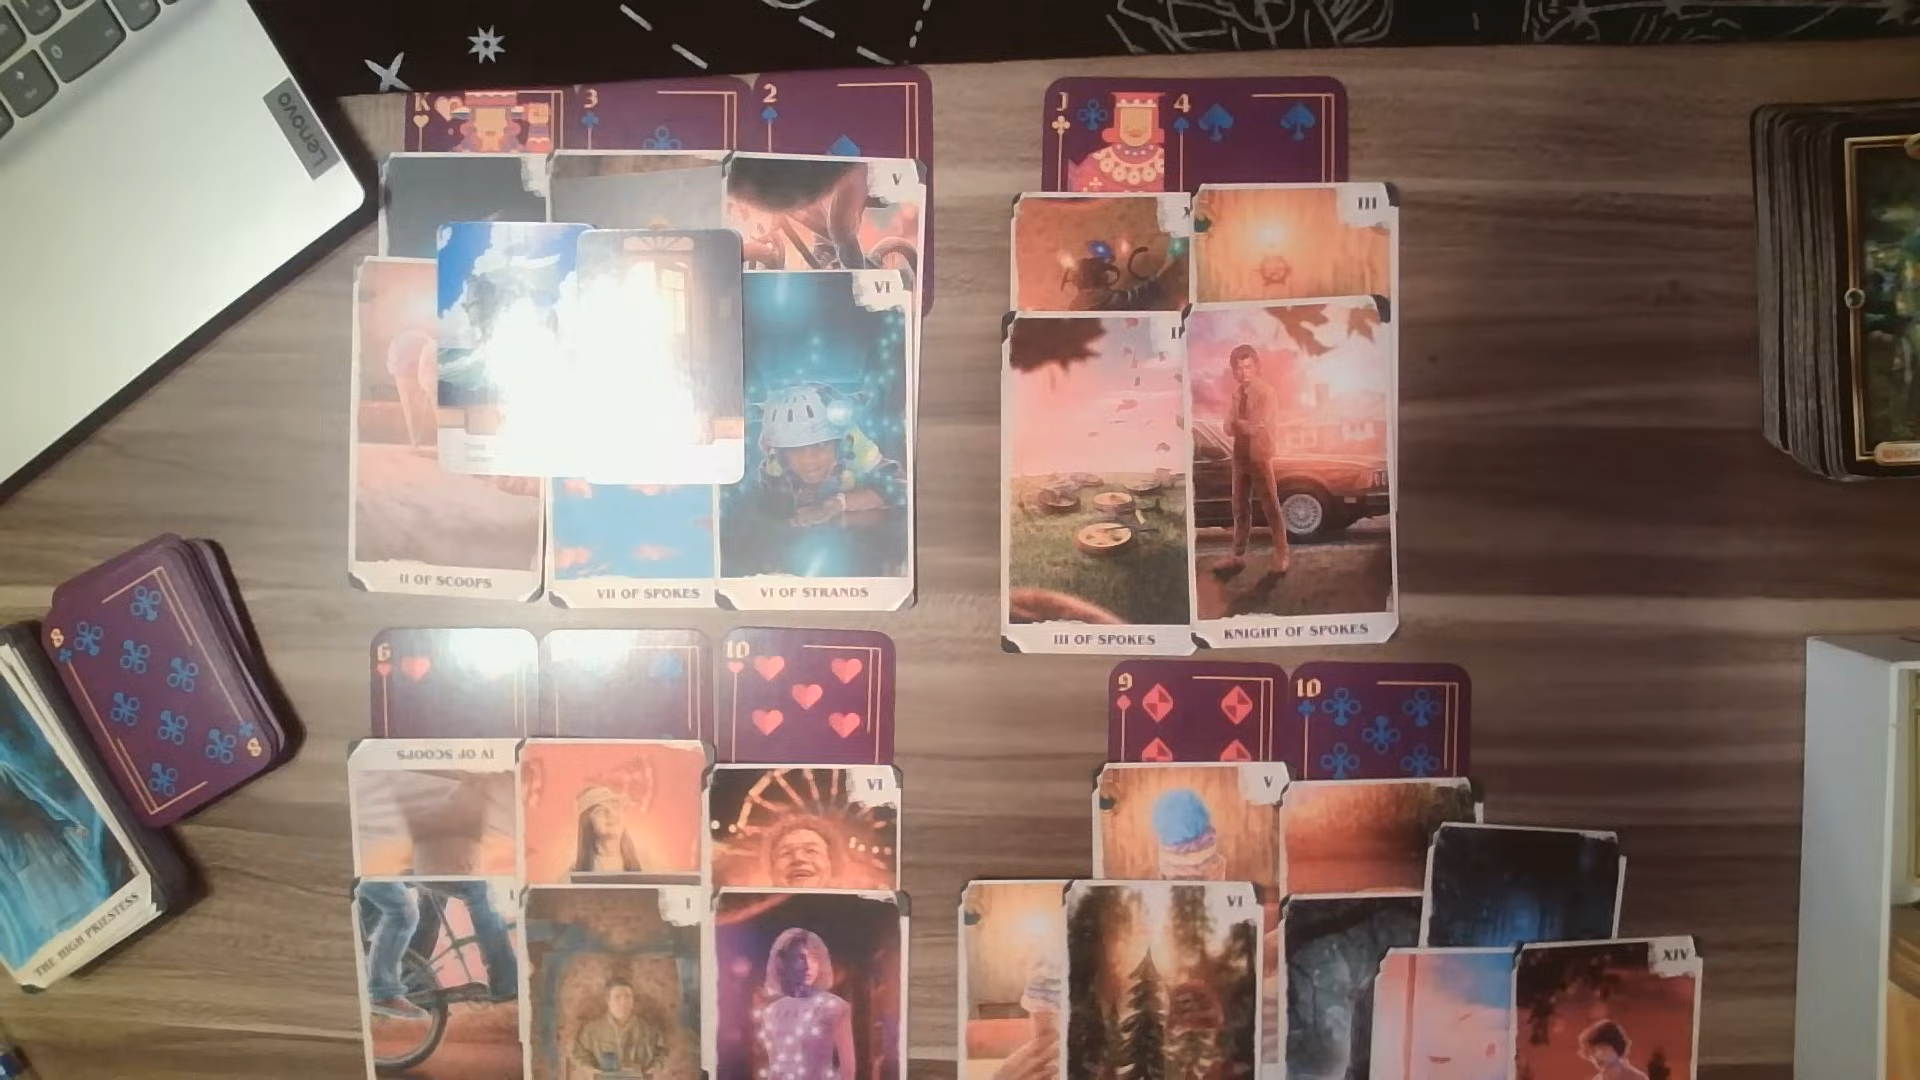 Lenovo
K
3
2
J
4
V
X
III
VI
II
II OF SCOOPS
VII OF SPOKES
VI OF STRANDS
III OF SPOKES
KNIGHT OF SPOKES
8
8
6
10
9
10
IV OF SCOOPS
VI
V
I
VI
XIV
THE HIGH PRIESTESS